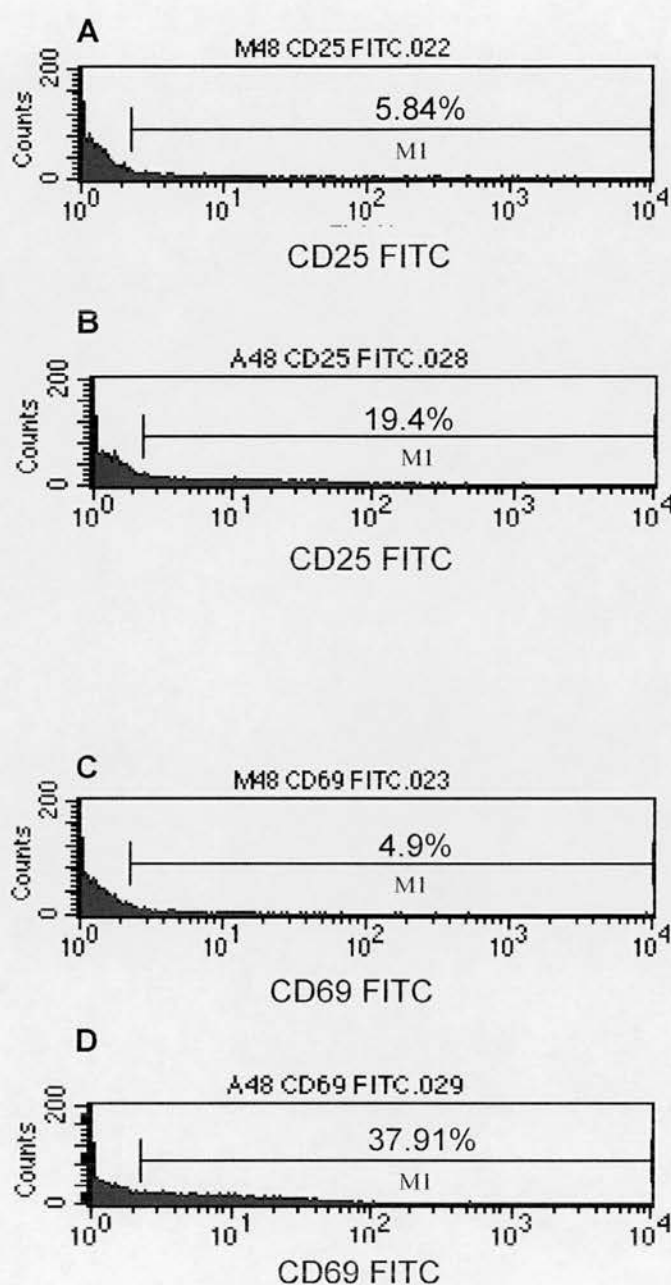 A
M48 CD25 FITC.022
200
Counts
0
5.84%
M1
10^0 10^1 10^2 10^3 10^4
CD25 FITC
B
A48 CD25 FITC.028
200
Counts
0
19.4%
M1
10^0 10^1 10^2 10^3 10^4
CD25 FITC
C
M48 CD69 FITC.023
200
Counts
0
4.9%
M1
10^0 10^1 10^2 10^3 10^4
CD69 FITC
D
A48 CD69 FITC.029
200
Counts
0
37.91%
M1
10^0 10^1 10^2 10^3 10^4
CD69 FITC